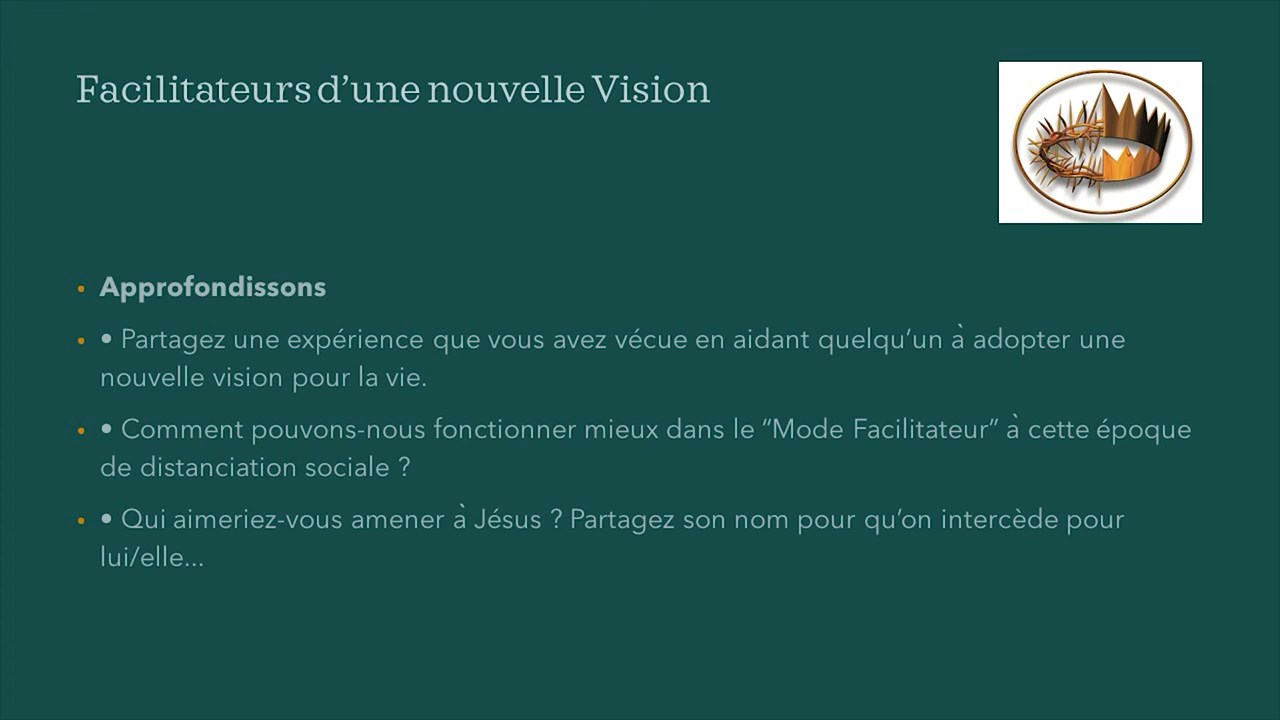 Facilitateurs d’une nouvelle Vision
• Approfondissons
• • Partagez une expérience que vous avez vécue en aidant quelqu’un à adopter une
nouvelle vision pour la vie.
• • Comment pouvons-nous fonctionner mieux dans le “Mode Facilitateur” à cette époque
de distanciation sociale ?
• • Qui aimeriez-vous amener à Jésus ? Partagez son nom pour qu’on intercède pour
lui/elle...